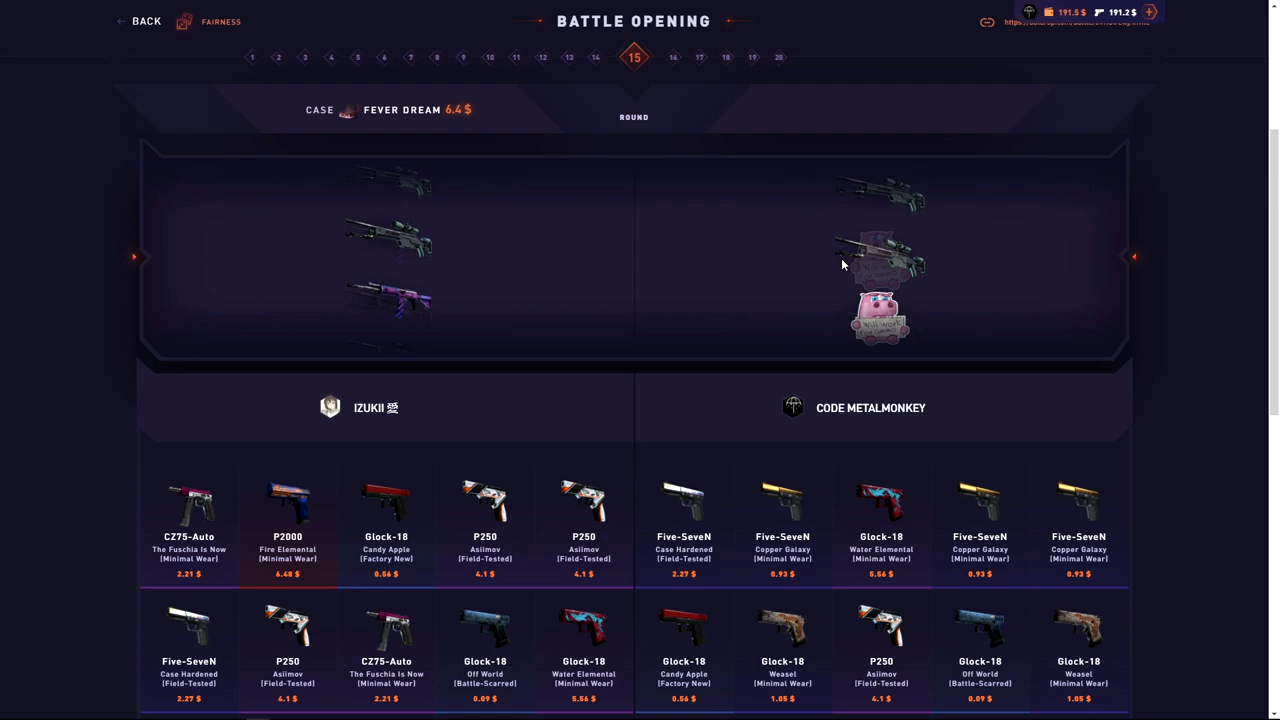 BACK
FAIRNESS
BATTLE OPENING
191.5 $
191.2 $
1 2 3 4 5 6 7 8 9 10 11 12 13 14 15 16 17 18 19 20
CASE FEVER DREAM 6.4 $
ROUND
Will work
IZUKII 愛
CODE METALMONKEY
CZ75-Auto
The Fuschia Is Now
[Minimal Wear]
2.21 $
P2000
Fire Elemental
[Minimal Wear]
6.48 $
Glock-18
Candy Apple
[Factory New]
0.56 $
P250
Asiimov
[Field-Tested]
4.1 $
P250
Asiimov
[Field-Tested]
4.1 $
Five-SeveN
Case Hardened
[Field-Tested]
2.27 $
Five-SeveN
Copper Galaxy
[Minimal Wear]
0.93 $
Glock-18
Water Elemental
[Minimal Wear]
5.56 $
Five-SeveN
Copper Galaxy
[Minimal Wear]
0.93 $
Five-SeveN
Copper Galaxy
[Minimal Wear]
0.93 $
Five-SeveN
Case Hardened
[Field-Tested]
2.27 $
P250
Asiimov
[Field-Tested]
4.1 $
CZ75-Auto
The Fuschia Is Now
[Minimal Wear]
2.21 $
Glock-18
Off World
[Battle-Scarred]
0.09 $
Glock-18
Water Elemental
[Minimal Wear]
5.56 $
Glock-18
Candy Apple
[Factory New]
0.56 $
Glock-18
Weasel
[Minimal Wear]
1.05 $
P250
Asiimov
[Field-Tested]
4.1 $
Glock-18
Off World
[Battle-Scarred]
0.09 $
Glock-18
Weasel
[Minimal Wear]
1.05 $